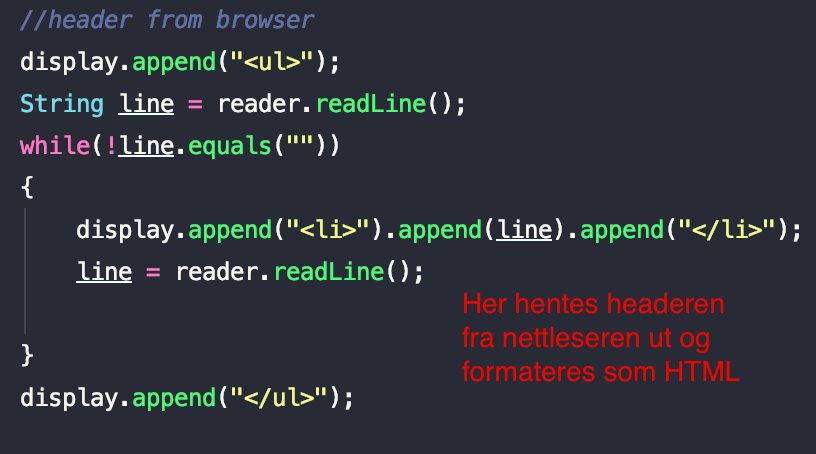 //header from browser
display.append("<ul>");
String line = reader.readLine();
while(!line.equals(""))
{
    display.append("<li>").append(line).append("</li>");
    line = reader.readLine();
Her hentes headeren
fra nettleseren ut og
formateres som HTML
}
display.append("</ul>");